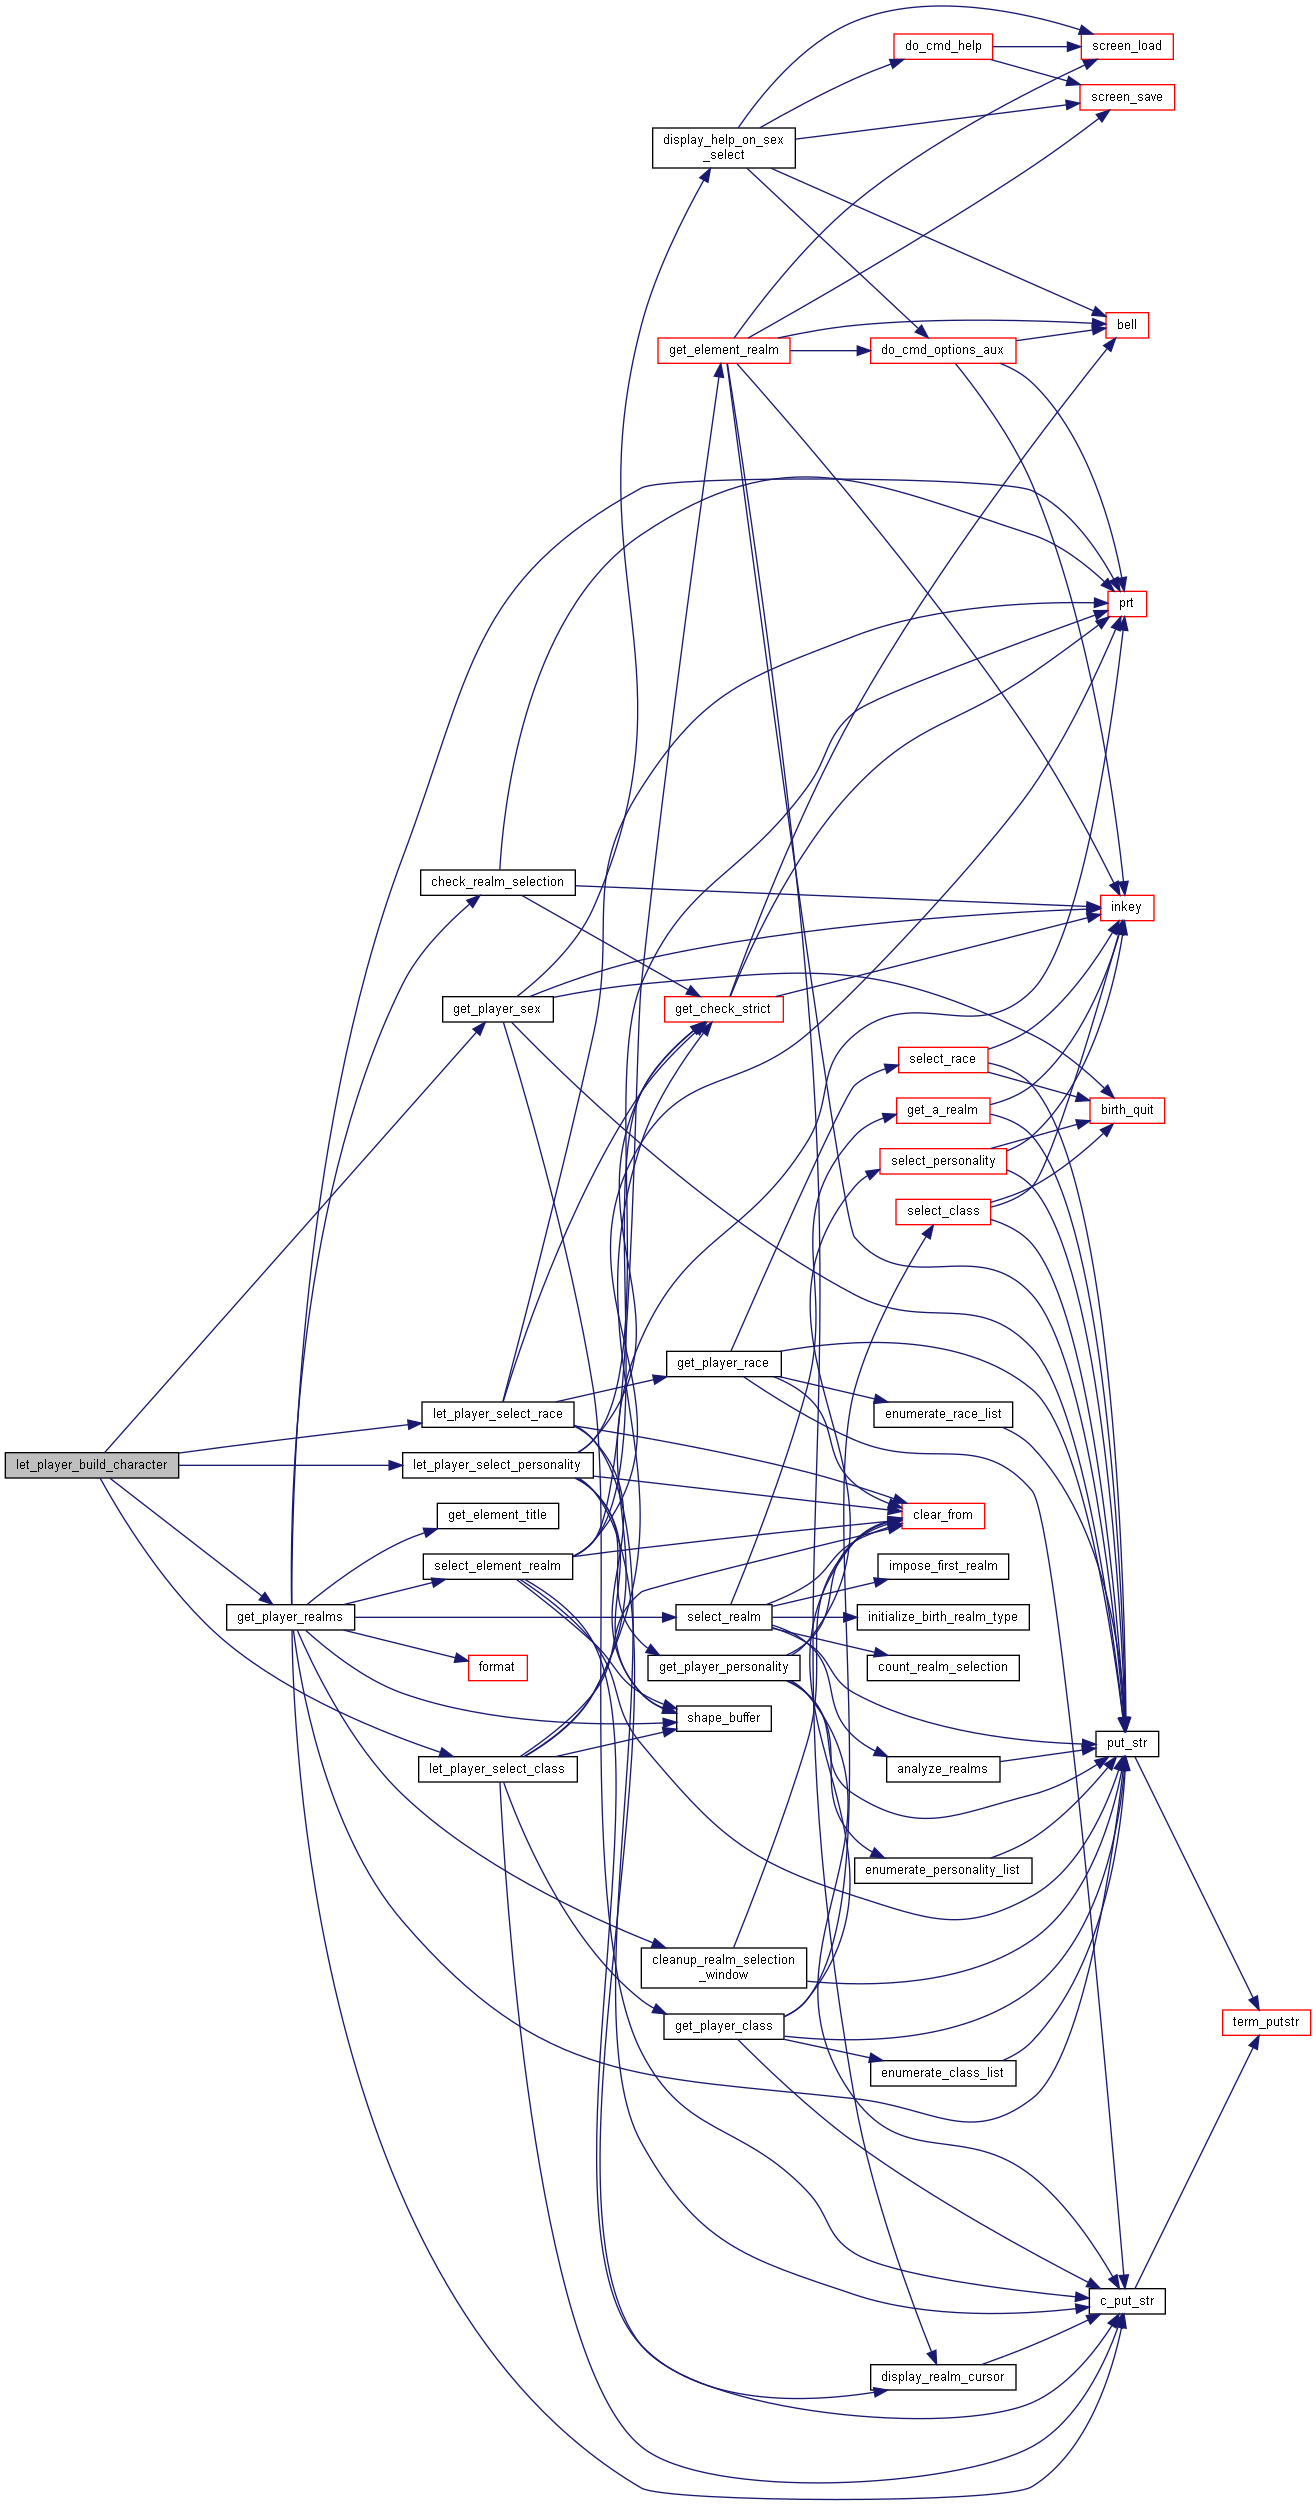 do_cmd_help
screen_load
screen_save
display_help_on_sex
_select
bell
get_element_realm
do_cmd_options_aux
prt
check_realm_selection
inkey
get_player_sex
get_check_strict
select_race
get_a_realm
birth_quit
select_personality
select_class
get_player_race
let_player_select_race
enumerate_race_list
let_player_build_character
let_player_select_personality
get_element_title
clear_from
select_element_realm
impose_first_realm
get_player_realms
select_realm
initialize_birth_realm_type
format
get_player_personality
count_realm_selection
shape_buffer
put_str
let_player_select_class
analyze_realms
enumerate_personality_list
cleanup_realm_selection
_window
get_player_class
term_putstr
enumerate_class_list
c_put_str
display_realm_cursor